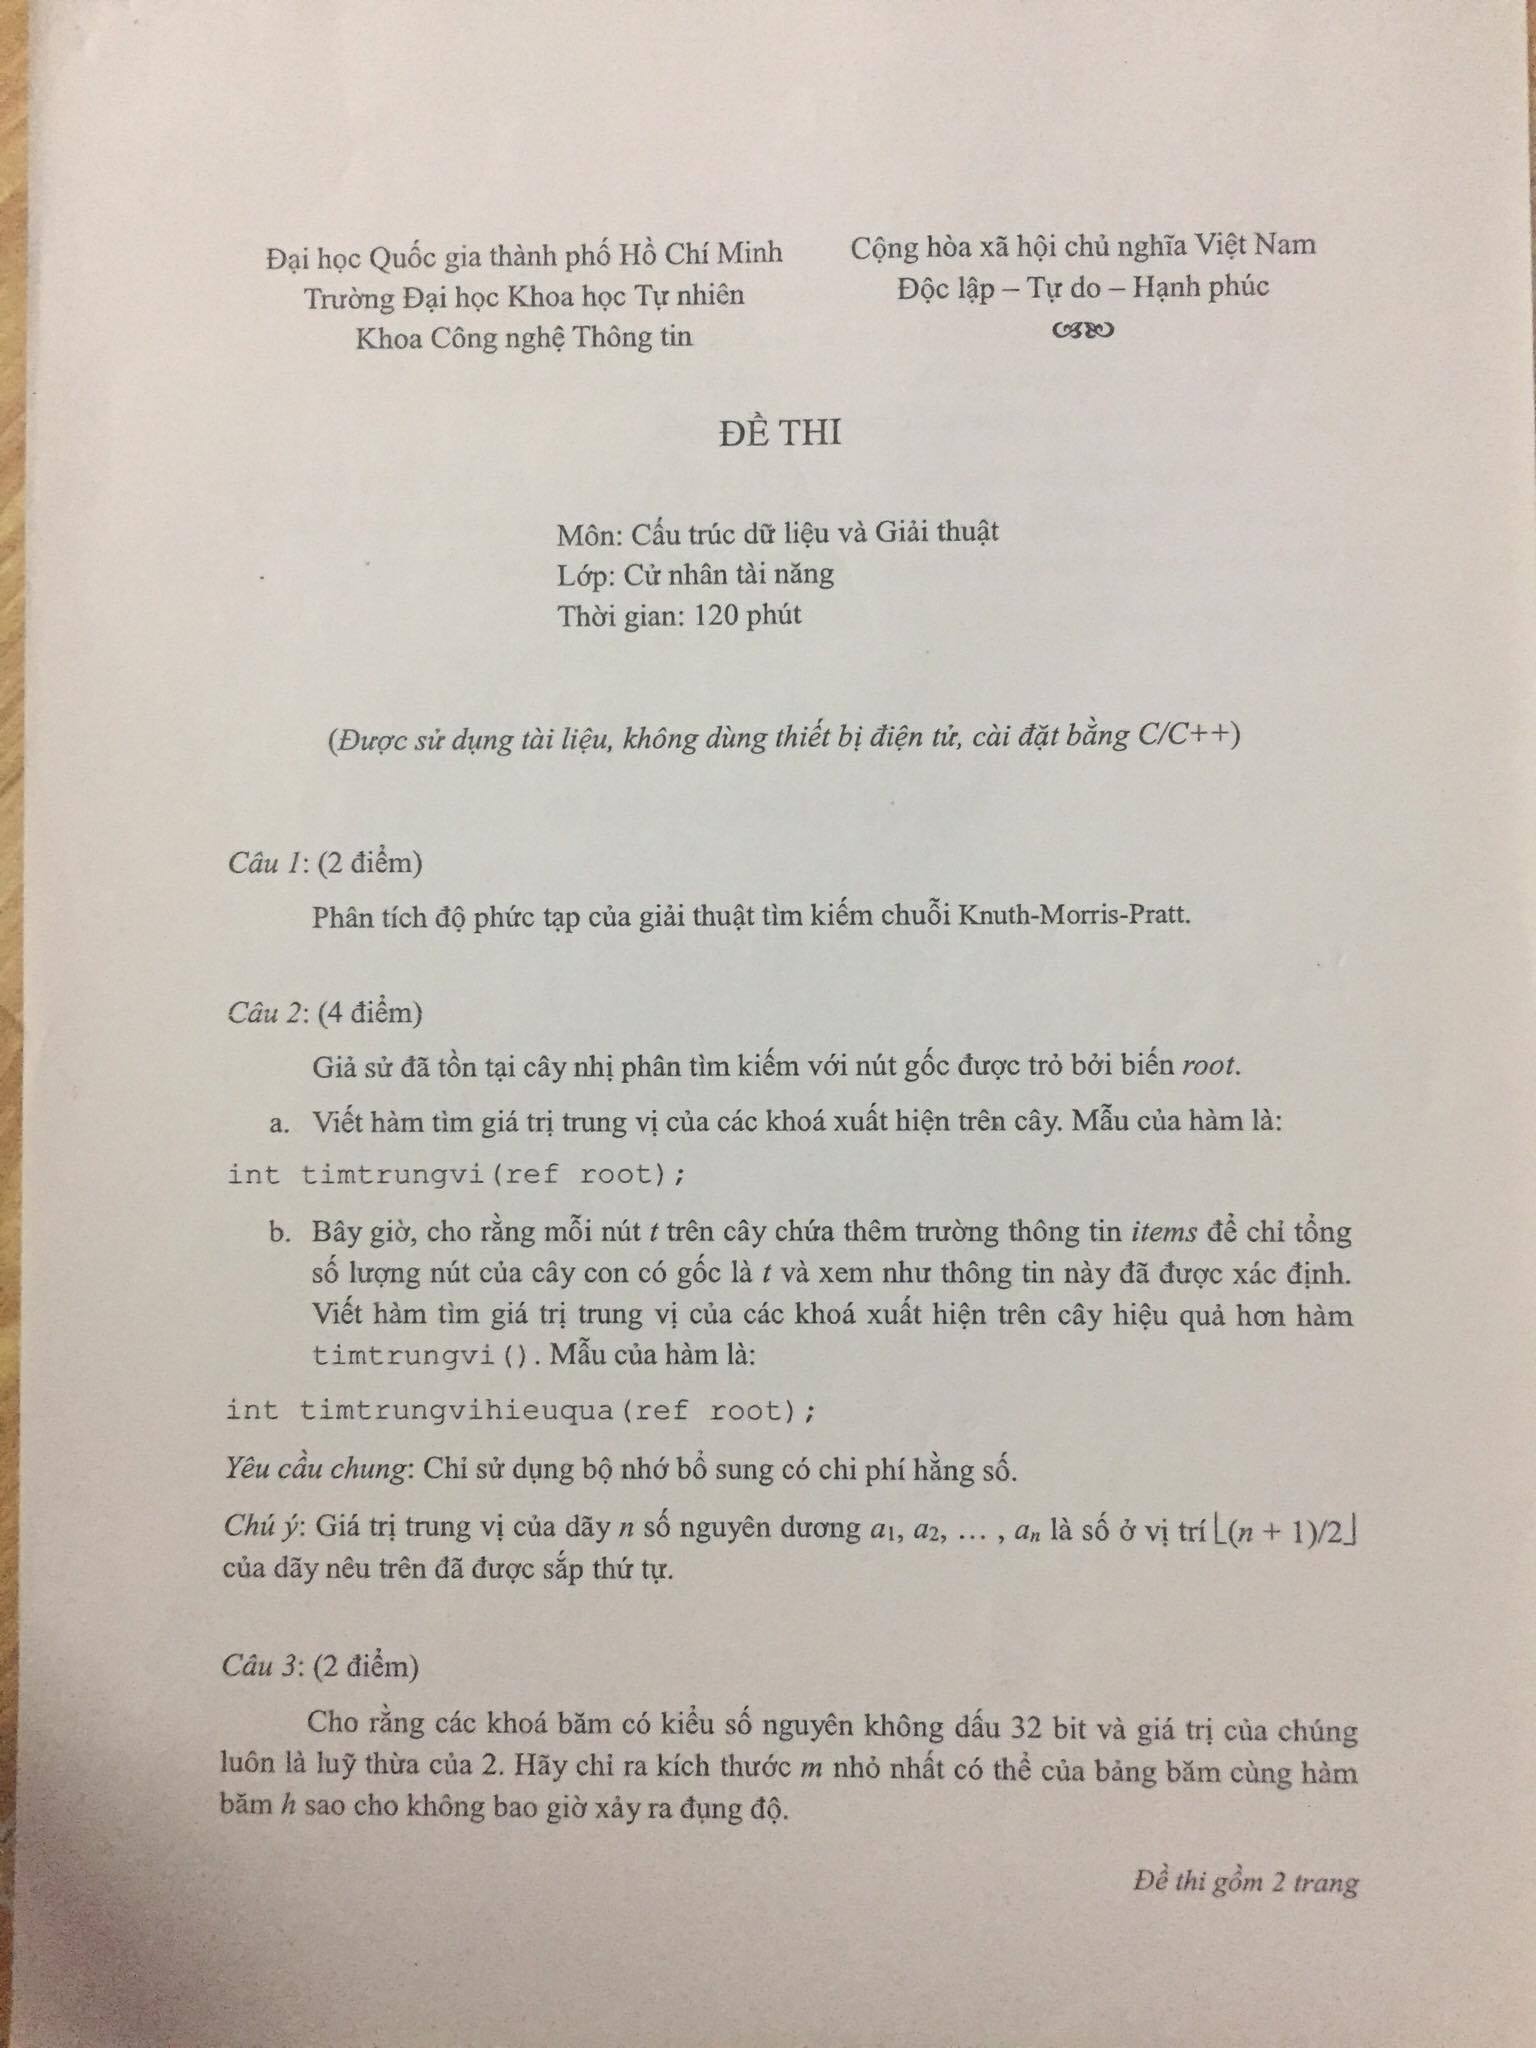 Đại học Quốc gia thành phố Hồ Chí Minh
Trường Đại học Khoa học Tự nhiên
Khoa Công nghệ Thông tin
Cộng hòa xã hội chủ nghĩa Việt Nam
Độc lập – Tự do – Hạnh phúc
ĐỀ THI
Môn: Cấu trúc dữ liệu và Giải thuật
Lớp: Cử nhân tài năng
Thời gian: 120 phút
(Được sử dụng tài liệu, không dùng thiết bị điện tử, cài đặt bằng C/C++)
Câu 1: (2 điểm)
Phân tích độ phức tạp của giải thuật tìm kiếm chuỗi Knuth-Morris-Pratt.
Câu 2: (4 điểm)
Giả sử đã tồn tại cây nhị phân tìm kiếm với nút gốc được trỏ bởi biến root.
a. Viết hàm tìm giá trị trung vị của các khoá xuất hiện trên cây. Mẫu của hàm là:
int timtrungvi(ref root);
b. Bây giờ, cho rằng mỗi nút t trên cây chứa thêm trường thông tin items để chỉ tổng
số lượng nút của cây con có gốc là t và xem như thông tin này đã được xác định.
Viết hàm tìm giá trị trung vị của các khoá xuất hiện trên cây hiệu quả hơn hàm
timtrungvi(). Mẫu của hàm là:
int timtrungvihieuqua(ref root);
Yêu cầu chung: Chỉ sử dụng bộ nhớ bổ sung có chi phí hằng số.
Chú ý: Giá trị trung vị của dãy n số nguyên dương a1, a2, … , an là số ở vị trí ⌊(n + 1)/2⌋
của dãy nêu trên đã được sắp thứ tự.
Câu 3: (2 điểm)
Cho rằng các khoá băm có kiểu số nguyên không dấu 32 bit và giá trị của chúng
luôn là luỹ thừa của 2. Hãy chỉ ra kích thước m nhỏ nhất có thể của bảng băm cùng hàm
băm h sao cho không bao giờ xảy ra đụng độ.
Đề thi gồm 2 trang